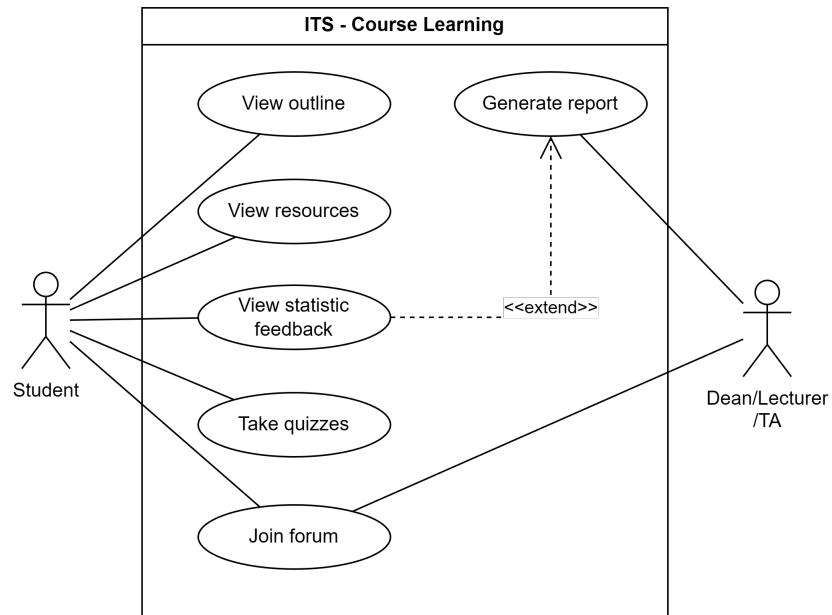 ITS - Course Learning
View outline
Generate report
View resources
View statistic
feedback
<<extend>>
Student
Dean/Lecturer
/TA
Take quizzes
Join forum